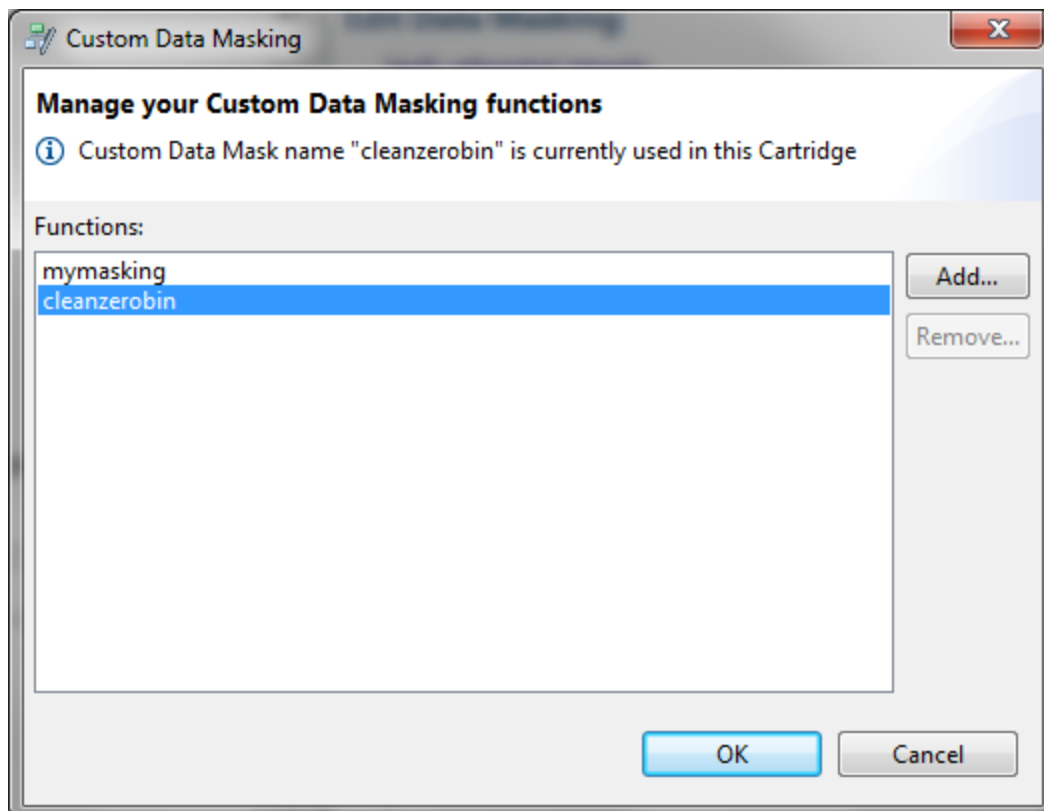 Custom Data Masking
Manage your Custom Data Masking functions
Custom Data Mask name "cleanzerobin" is currently used in this Cartridge
Functions:
mymasking
Add...
cleanzerobin
Remove...
OK
Cancel